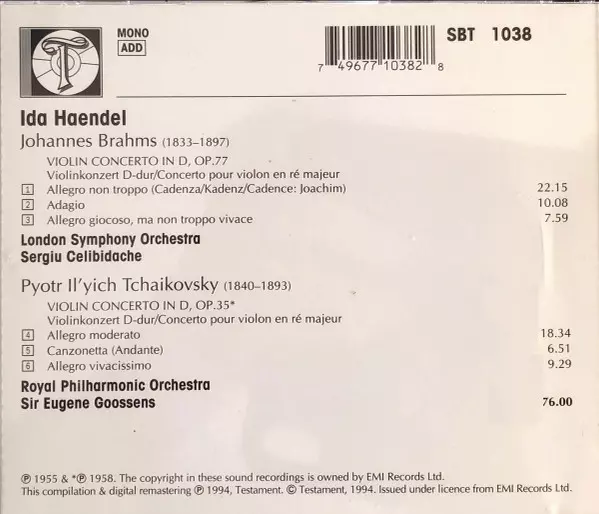 MONO
ADD
SBT 1038
7 49677 10382 8
Ida Haendel
Johannes Brahms (1833–1897)
VIOLIN CONCERTO IN D, OP.77
Violinkonzert D-dur/Concerto pour violon en ré majeur
1 Allegro non troppo (Cadenza/Kadenz/Cadence: Joachim) 22.15
2 Adagio 10.08
3 Allegro giocoso, ma non troppo vivace 7.59
London Symphony Orchestra
Sergiu Celibidache
Pyotr Il'yich Tchaikovsky (1840–1893)
VIOLIN CONCERTO IN D, OP.35*
Violinkonzert D-dur/Concerto pour violon en ré majeur
4 Allegro moderato 18.34
5 Canzonetta (Andante) 6.51
6 Allegro vivacissimo 9.29
Royal Philharmonic Orchestra
Sir Eugene Goossens 76.00
℗ 1955 & *℗ 1958. The copyright in these sound recordings is owned by EMI Records Ltd.
This compilation & digital remastering ℗ 1994, Testament. © Testament, 1994. Issued under licence from EMI Records Ltd.